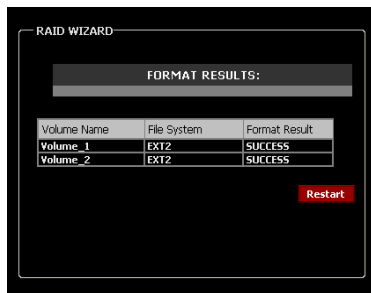 RAID WIZARD
FORMAT RESULTS:
Volume Name File System Format Result
Volume_1 EXT2 SUCCESS
Volume_2 EXT2 SUCCESS
Restart